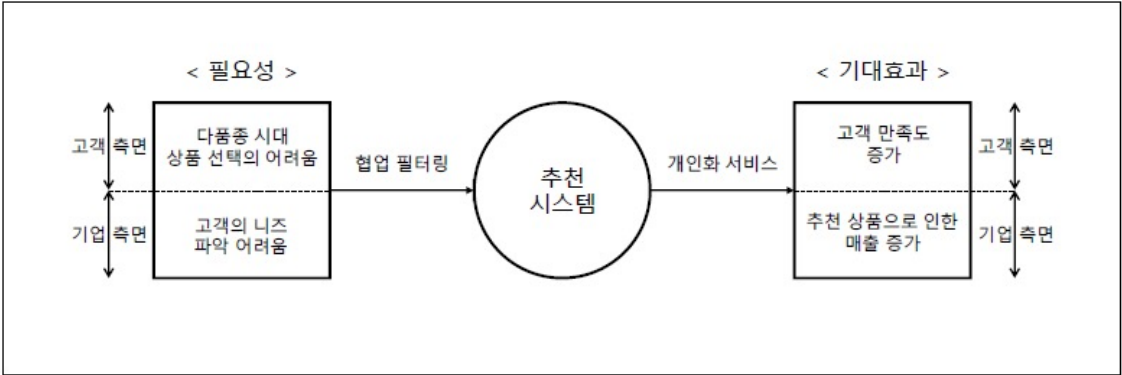 < 필요성 >
< 기대효과 >
고객 측면
다품종 시대
상품 선택의 어려움
기업 측면
고객의 니즈
파악 어려움
협업 필터링
추천
시스템
개인화 서비스
고객 만족도
증가
고객 측면
추천 상품으로 인한
매출 증가
기업 측면